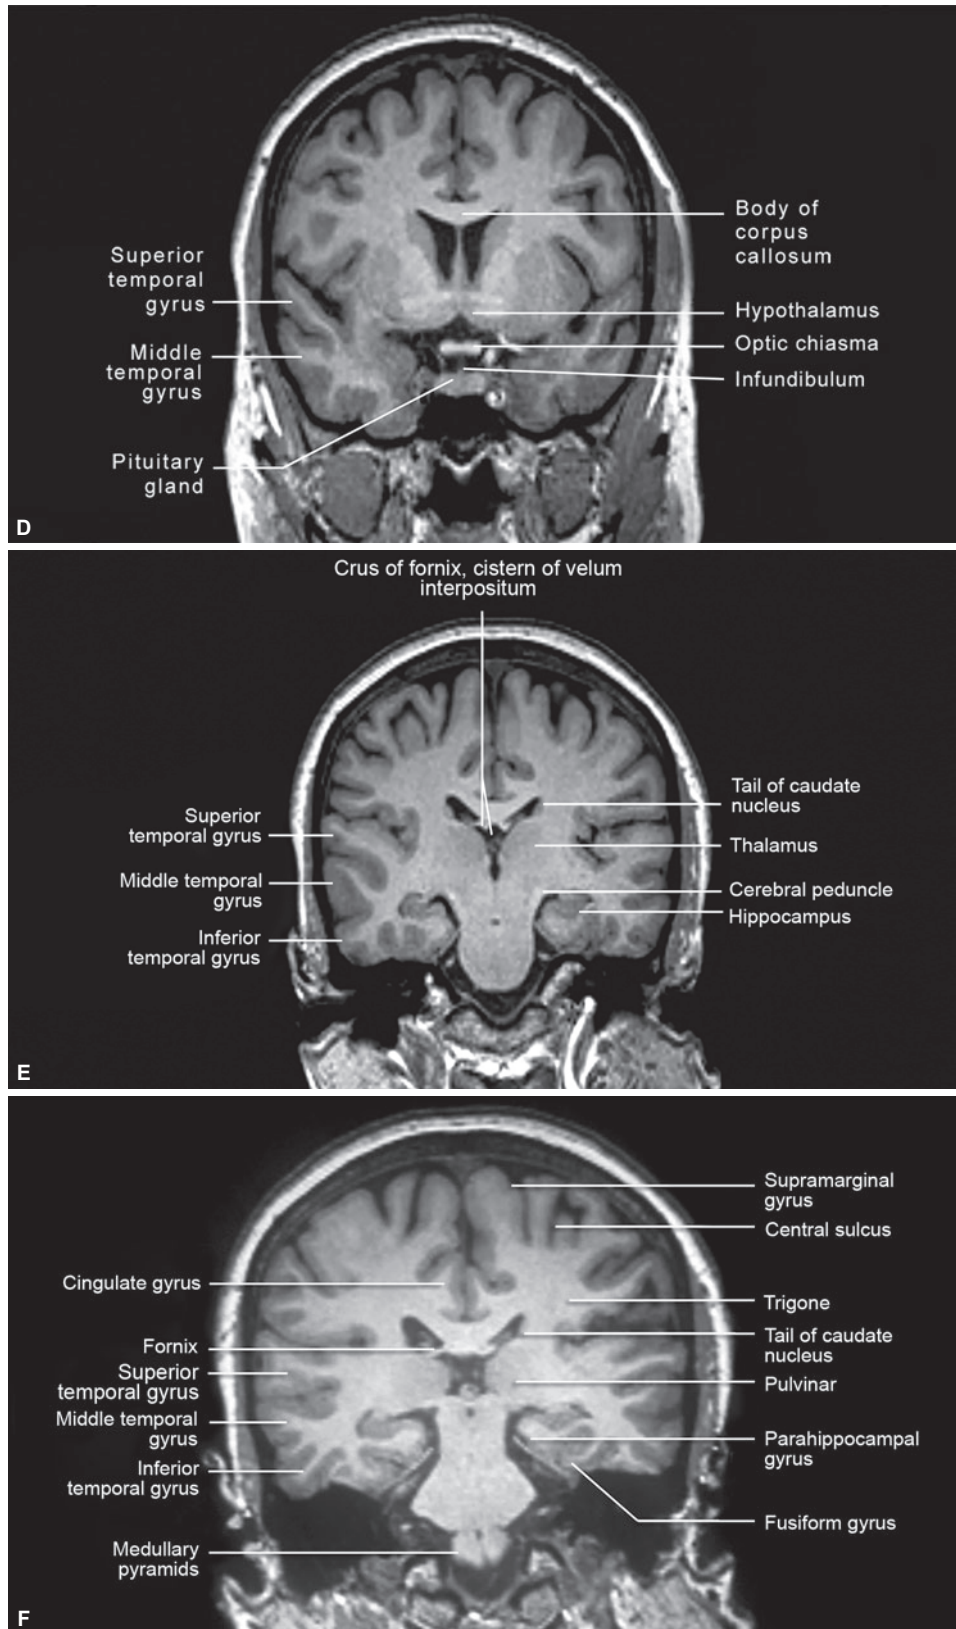 Superior
temporal
gyrus
Middle
temporal
gyrus
Pituitary
gland
Body of
corpus
callosum
Hypothalamus
Optic chiasma
Infundibulum
D
Crus of fornix, cistern of velum
interpositum
Superior
temporal gyrus
Middle temporal
gyrus
Inferior
temporal gyrus
Tail of caudate
nucleus
Thalamus
Cerebral peduncle
Hippocampus
E
Cingulate gyrus
Fornix
Superior
temporal gyrus
Middle temporal
gyrus
Inferior
temporal gyrus
Medullary
pyramids
Supramarginal
gyrus
Central sulcus
Trigone
Tail of caudate
nucleus
Pulvinar
Parahippocampal
gyrus
Fusiform gyrus
F